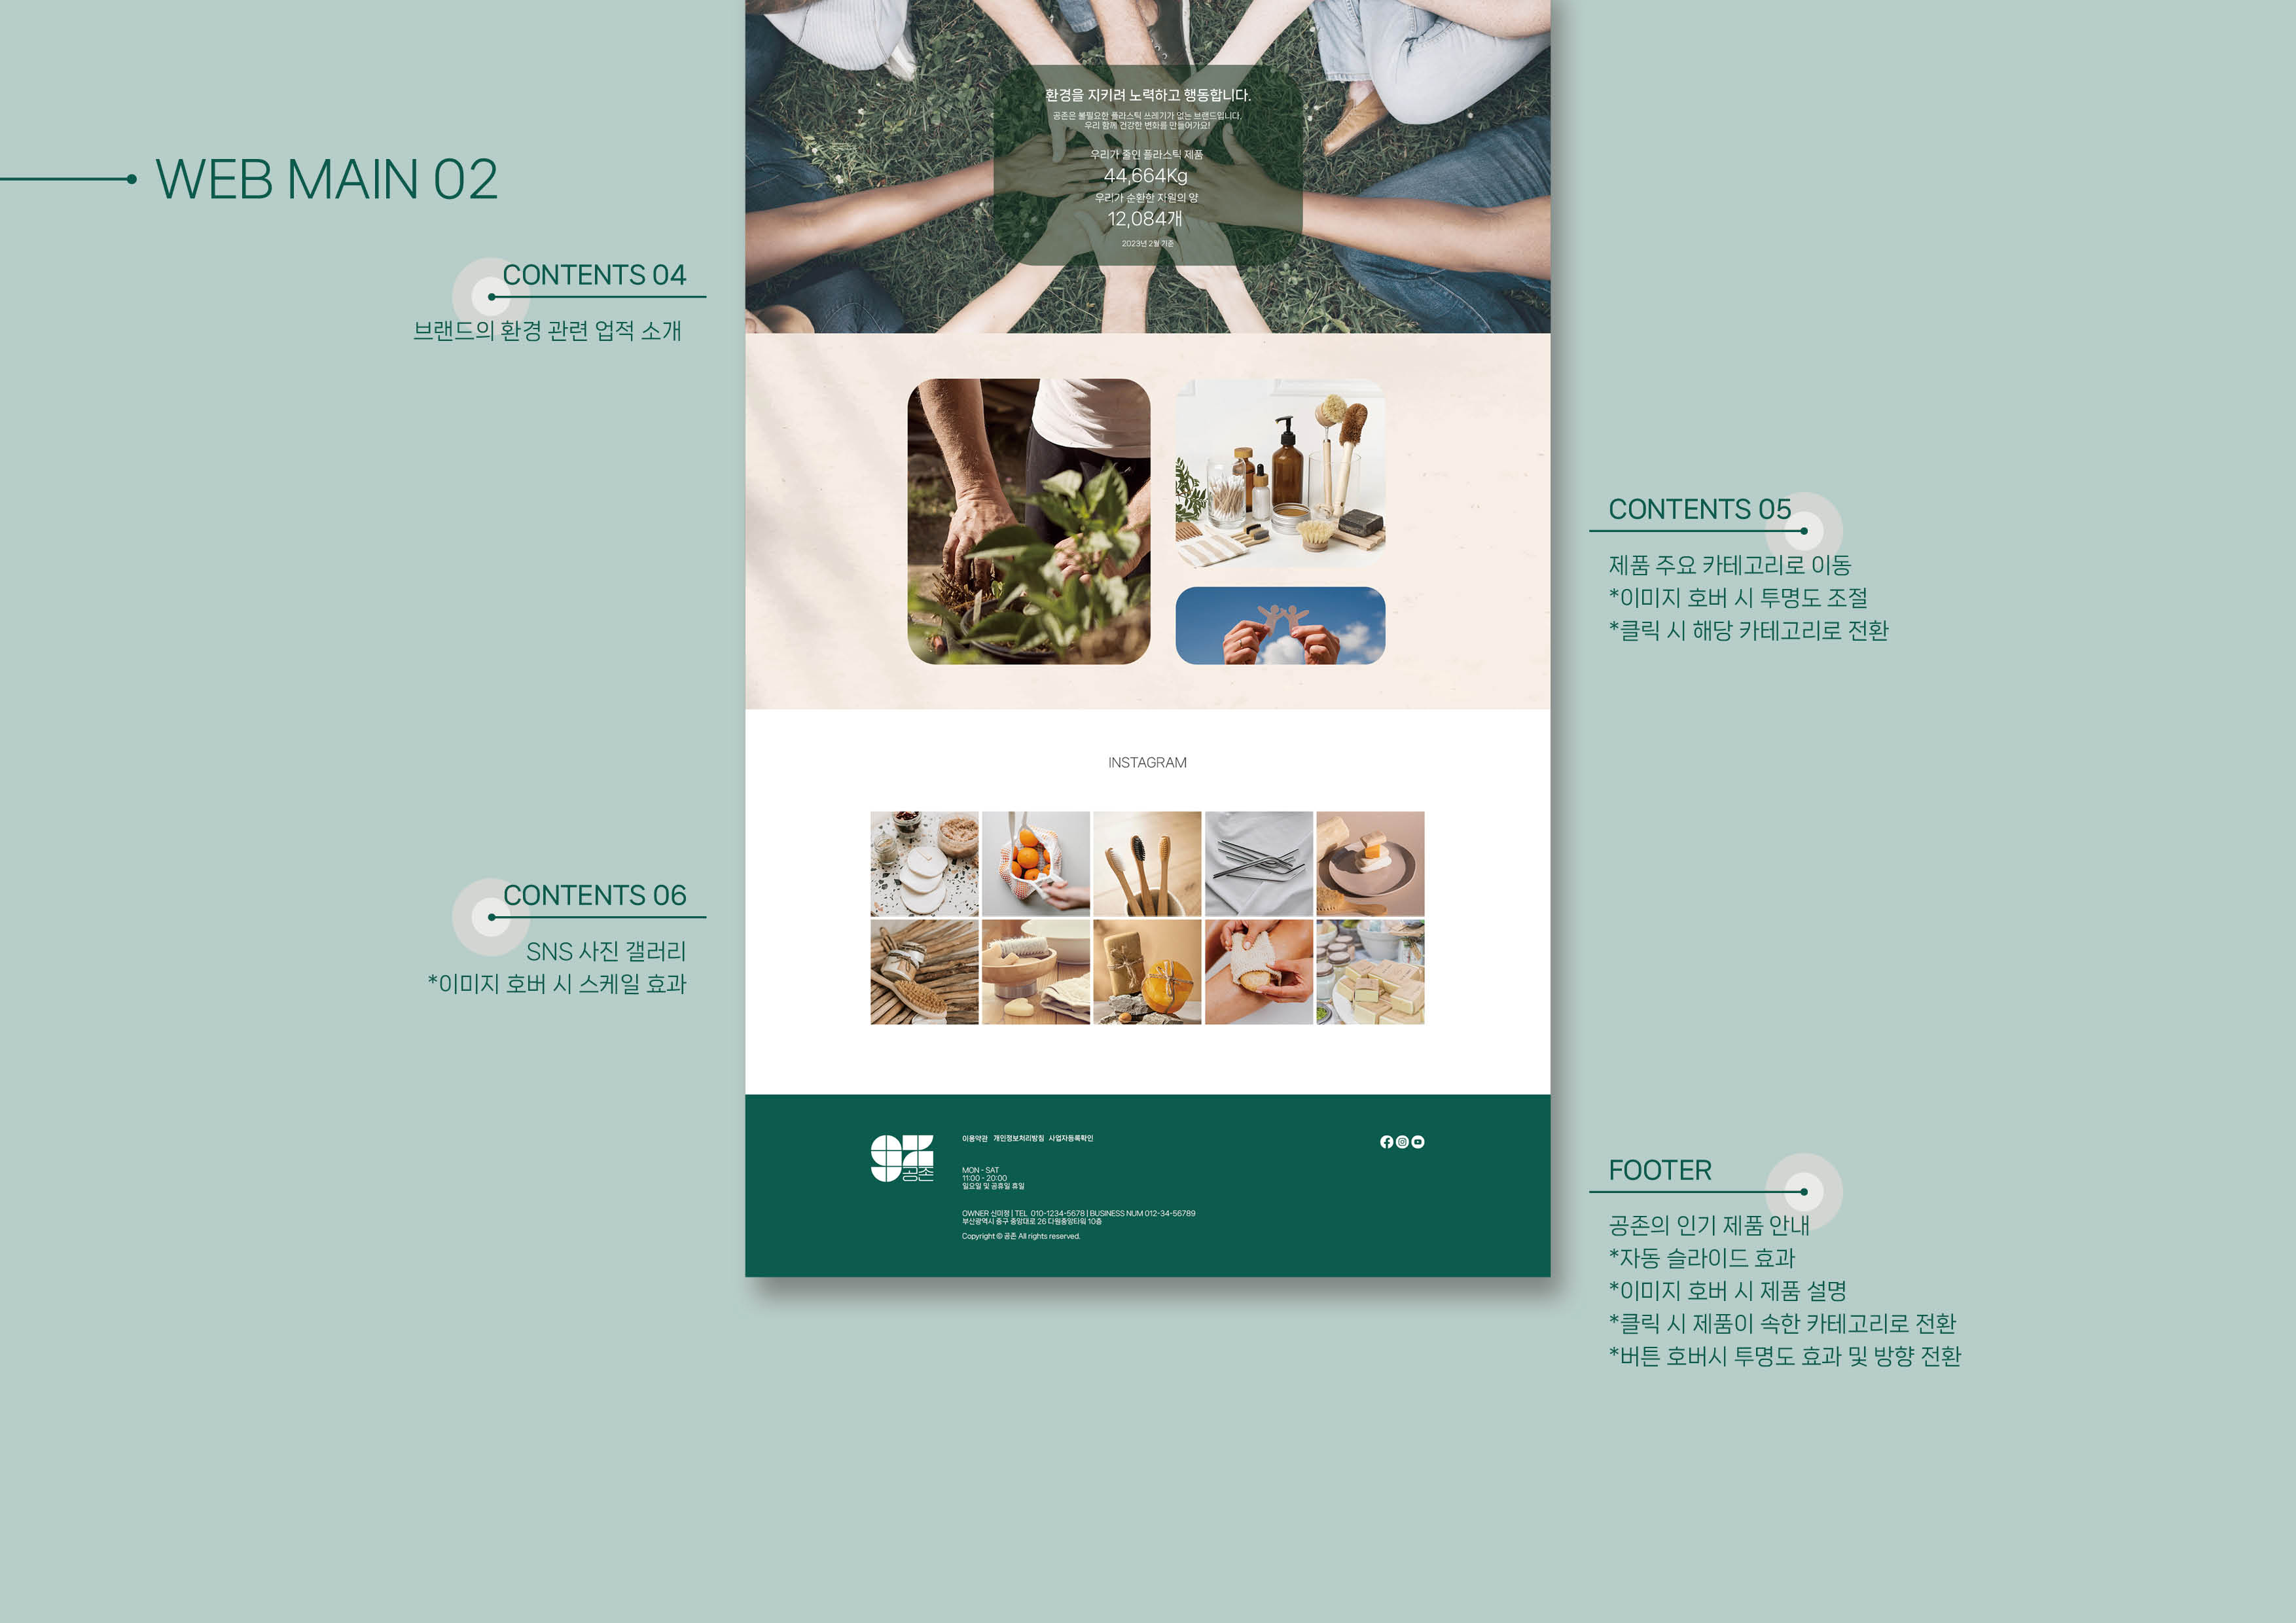 WEB MAIN 02
CONTENTS 04
브랜드의 환경 관련 업적 소개
환경을 지키려 노력하고 행동합니다.
공존은 불필요한 플라스틱 쓰레기가 없는 브랜드입니다.
우리 함께 건강한 변화를 만들어가요!
우리가 줄인 플라스틱 제품
44,664Kg
우리가 순환한 자원의 양
12,084개
2023년 2월 기준
CONTENTS 05
제품 주요 카테고리로 이동
*이미지 호버 시 투명도 조절
*클릭 시 해당 카테고리로 전환
INSTAGRAM
CONTENTS 06
SNS 사진 갤러리
*이미지 호버 시 스케일 효과
공존
이용약관 개인정보처리방침 사업자등록확인
MON - SAT
11:00 - 20:00
일요일 및 공휴일 휴일
OWNER 신미정 | TEL 010-1234-5678 | BUSINESS NUM 012-34-56789
부산광역시 중구 중앙대로 26 다원중앙타워 10층
Copyright © 공존 All rights reserved.
FOOTER
공존의 인기 제품 안내
*자동 슬라이드 효과
*이미지 호버 시 제품 설명
*클릭 시 제품이 속한 카테고리로 전환
*버튼 호버시 투명도 효과 및 방향 전환